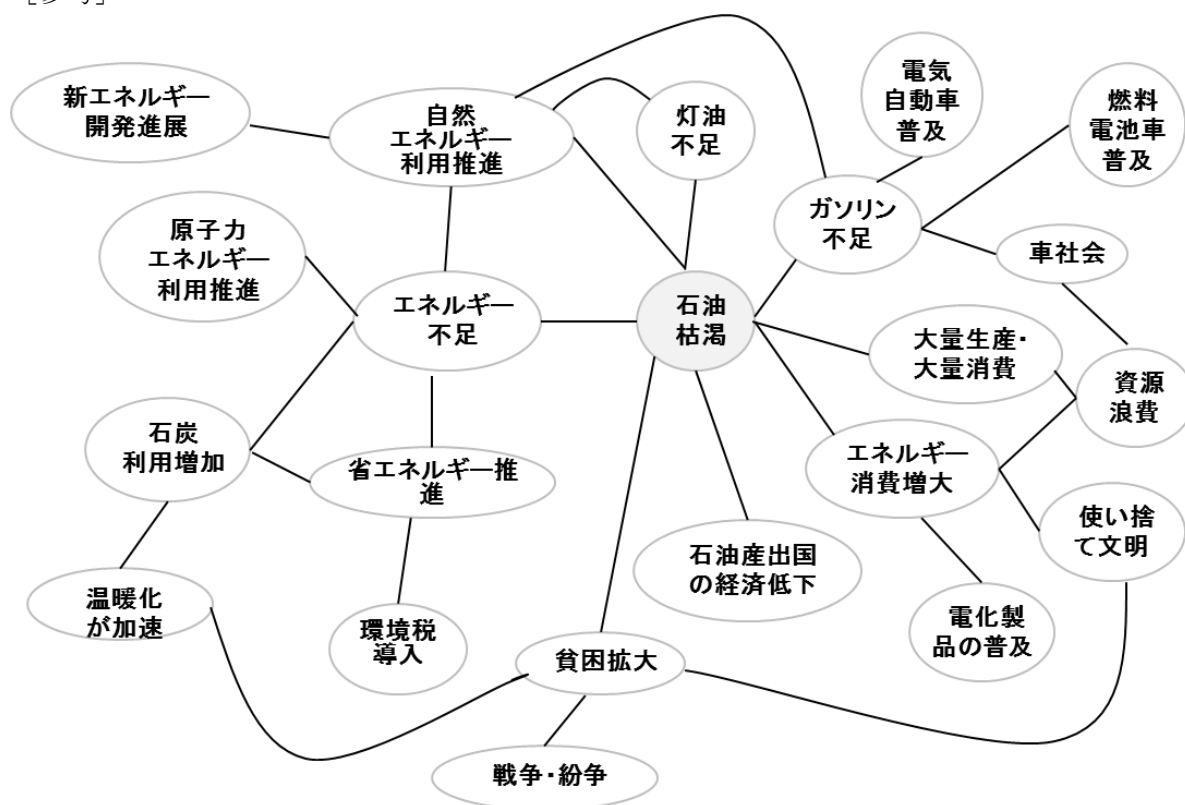 [参考]
新エネルギー
開発進展
自然
エネルギー
利用推進
灯油
不足
電気
自動車
普及
燃料
電池車
普及
原子力
エネルギー
利用推進
ガソリン
不足
車社会
エネルギー
不足
石油
枯渇
大量生産・
大量消費
資源
浪費
石炭
利用増加
省エネルギー推
進
エネルギー
消費増大
使い捨
て文明
石油産出国
の経済低下
温暖化
が加速
環境税
導入
貧困拡大
電化製
品の普及
戦争・紛争